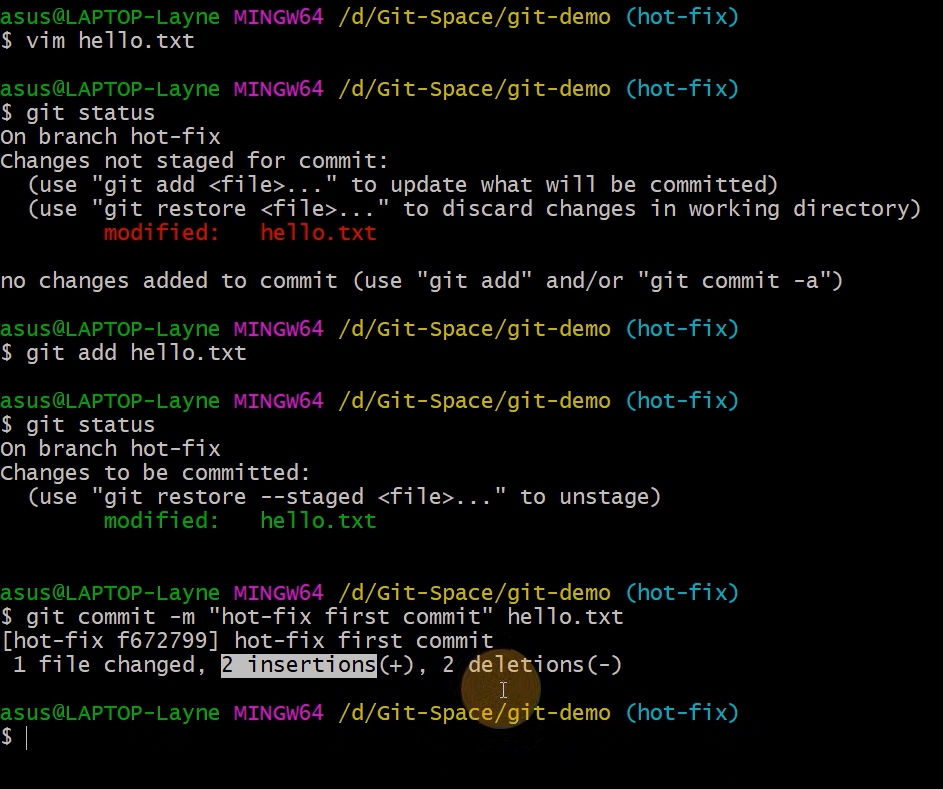 asus@LAPTOP-Layne MINGW64 /d/Git-Space/git-demo (hot-fix)
$ vim hello.txt
asus@LAPTOP-Layne MINGW64 /d/Git-Space/git-demo (hot-fix)
$ git status
On branch hot-fix
Changes not staged for commit:
  (use "git add <file>..." to update what will be committed)
  (use "git restore <file>..." to discard changes in working directory)
        modified:   hello.txt
no changes added to commit (use "git add" and/or "git commit -a")
asus@LAPTOP-Layne MINGW64 /d/Git-Space/git-demo (hot-fix)
$ git add hello.txt
asus@LAPTOP-Layne MINGW64 /d/Git-Space/git-demo (hot-fix)
$ git status
On branch hot-fix
Changes to be committed:
  (use "git restore --staged <file>..." to unstage)
        modified:   hello.txt
asus@LAPTOP-Layne MINGW64 /d/Git-Space/git-demo (hot-fix)
$ git commit -m "hot-fix first commit" hello.txt
[hot-fix f672799] hot-fix first commit
 1 file changed, 2 insertions(+), 2 deletions(-)
asus@LAPTOP-Layne MINGW64 /d/Git-Space/git-demo (hot-fix)
$